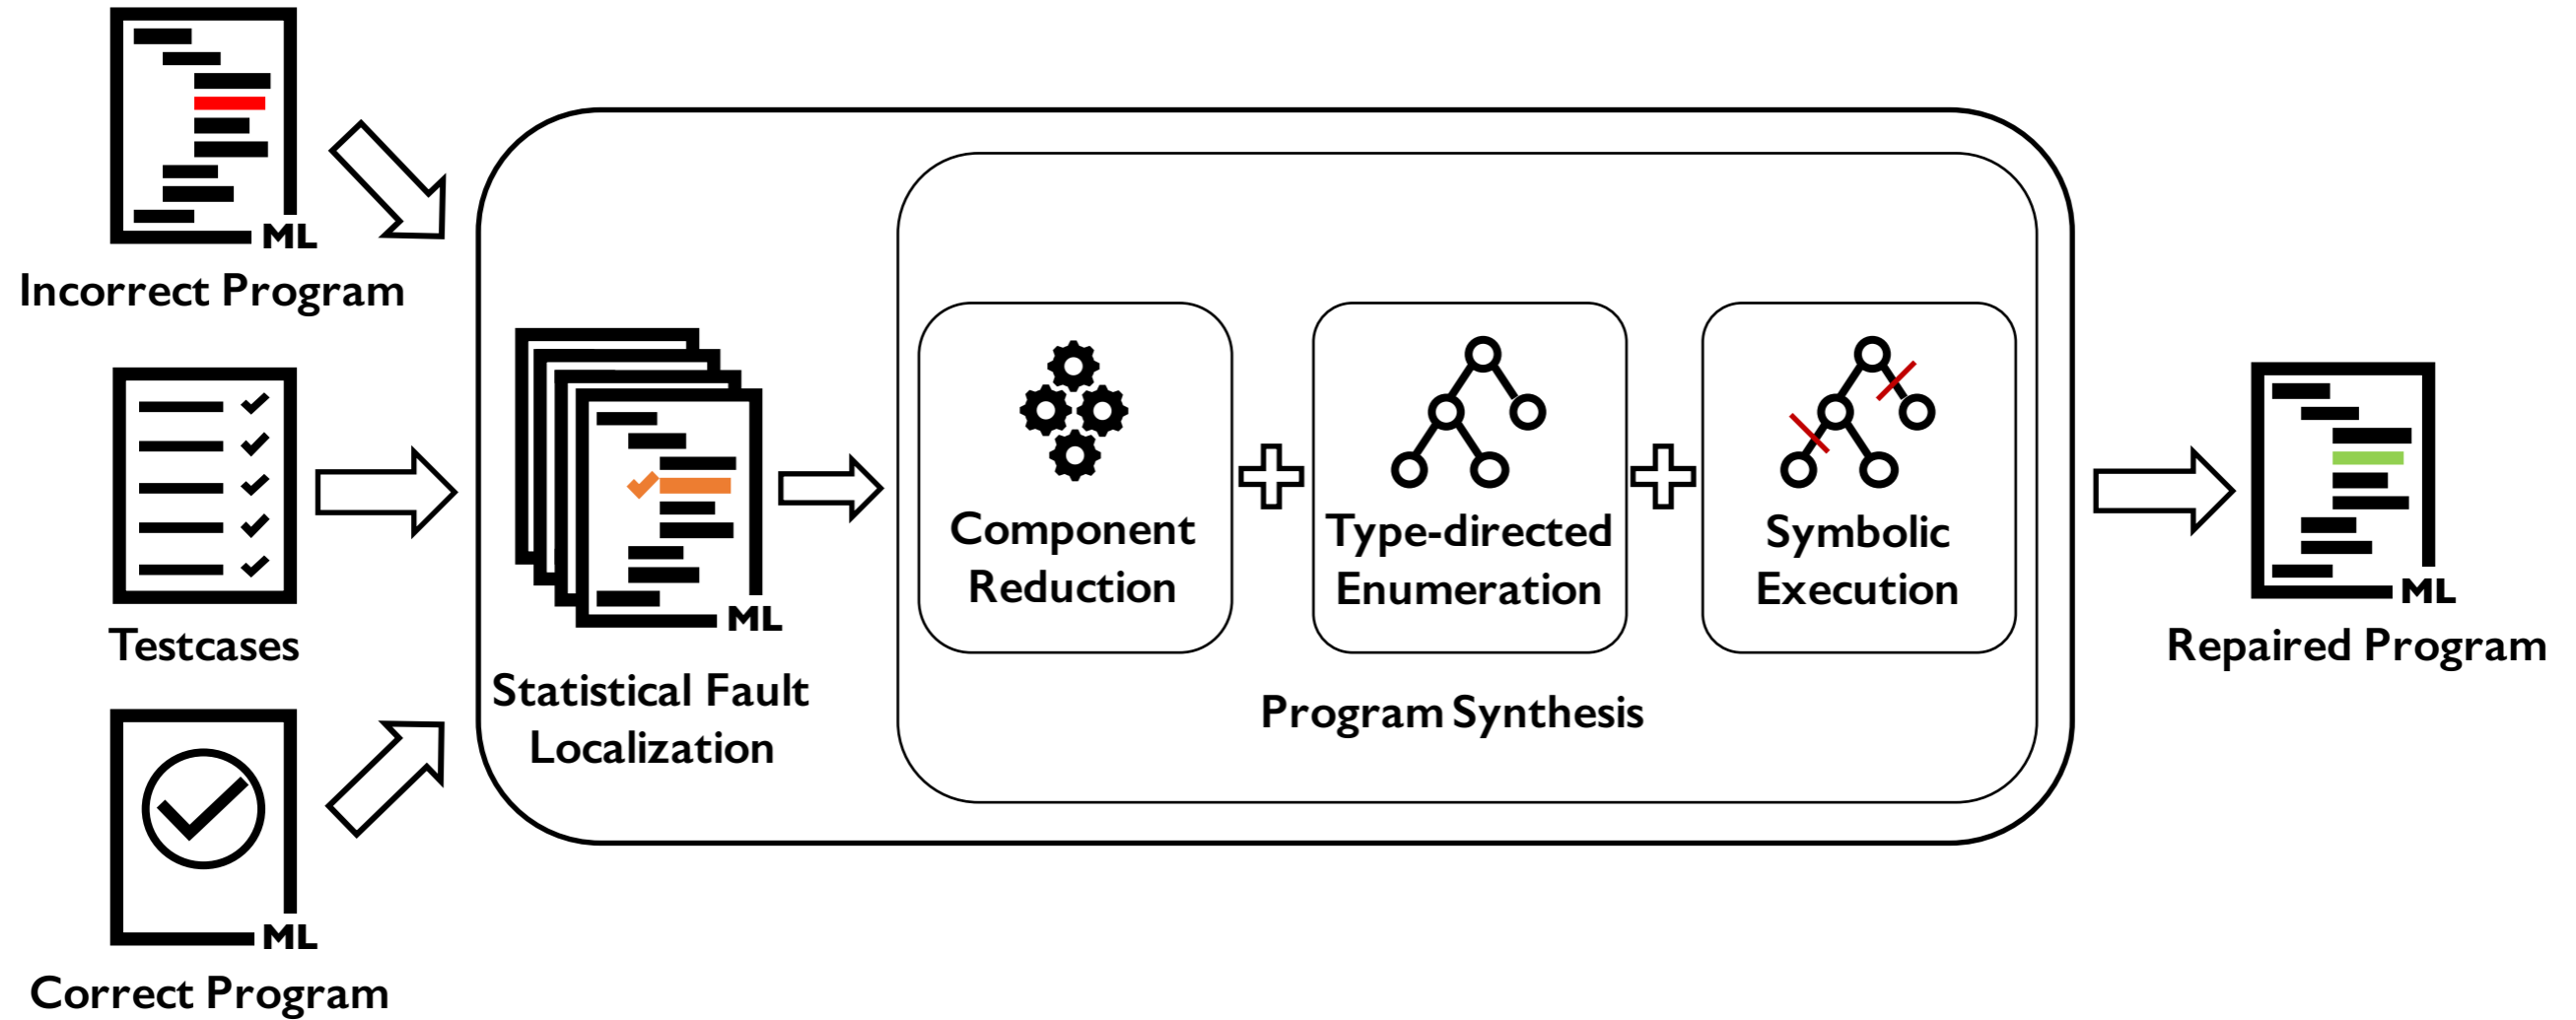 ML
Incorrect Program
Testcases
ML
Correct Program
ML
Statistical Fault
Localization
Component
Reduction
Type-directed
Enumeration
Symbolic
Execution
Program Synthesis
ML
Repaired Program